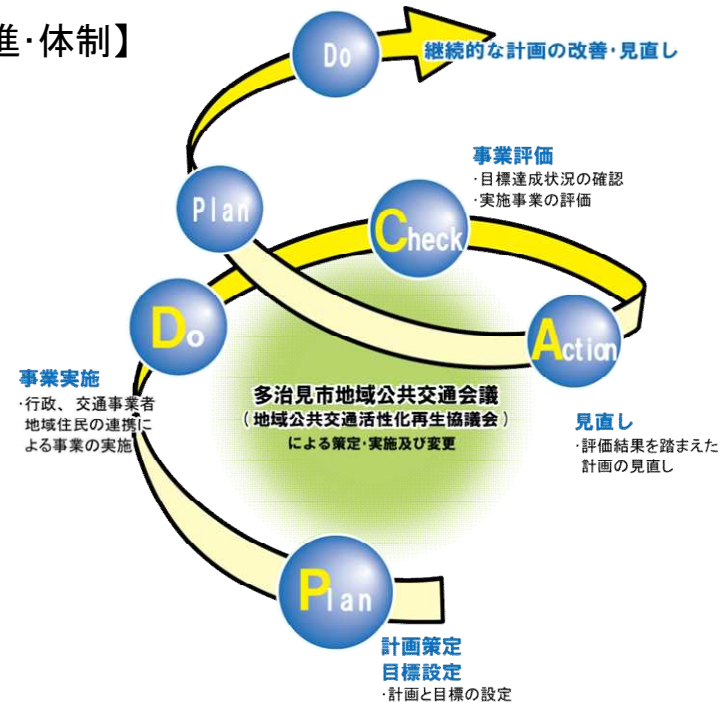 進・体制】
Do
継続的な計画の改善・見直し
Plan
事業評価
・目標達成状況の確認
・実施事業の評価
Check
Do
Action
事業実施
・行政、交通事業者
地域住民の連携に
よる事業の実施
多治見市地域公共交通会議
（地域公共交通活性化再生協議会）
による策定・実施及び変更
見直し
・評価結果を踏まえた
計画の見直し
Plan
計画策定
目標設定
・計画と目標の設定